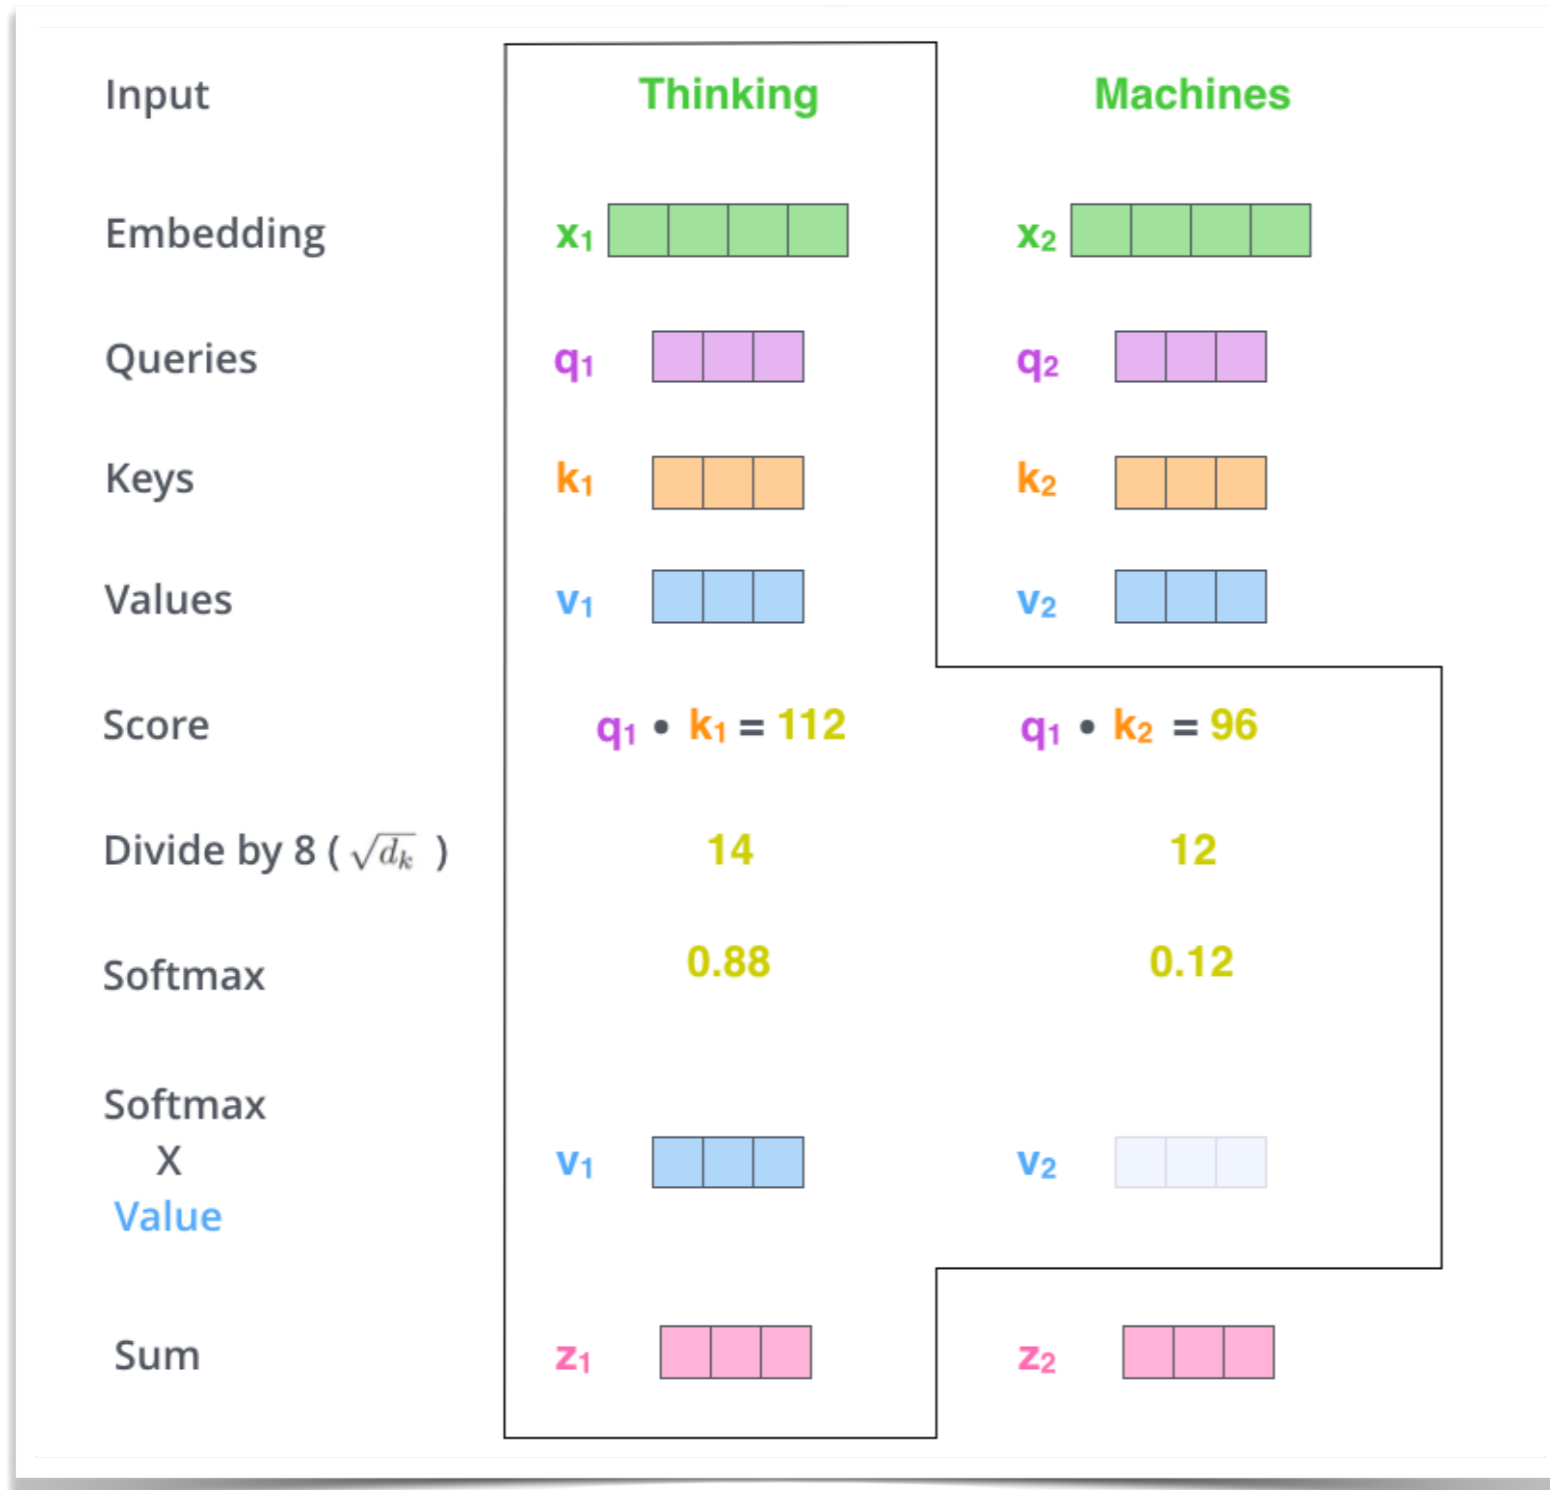 Input Thinking Machines
Embedding x₁ x₂
Queries q₁ q₂
Keys k₁ k₂
Values v₁ v₂
Score q₁ • k₁ = 112 q₁ • k₂ = 96
Divide by 8 ( √dₖ ) 14 12
Softmax 0.88 0.12
Softmax
X v₁ v₂
Value
Sum z₁ z₂